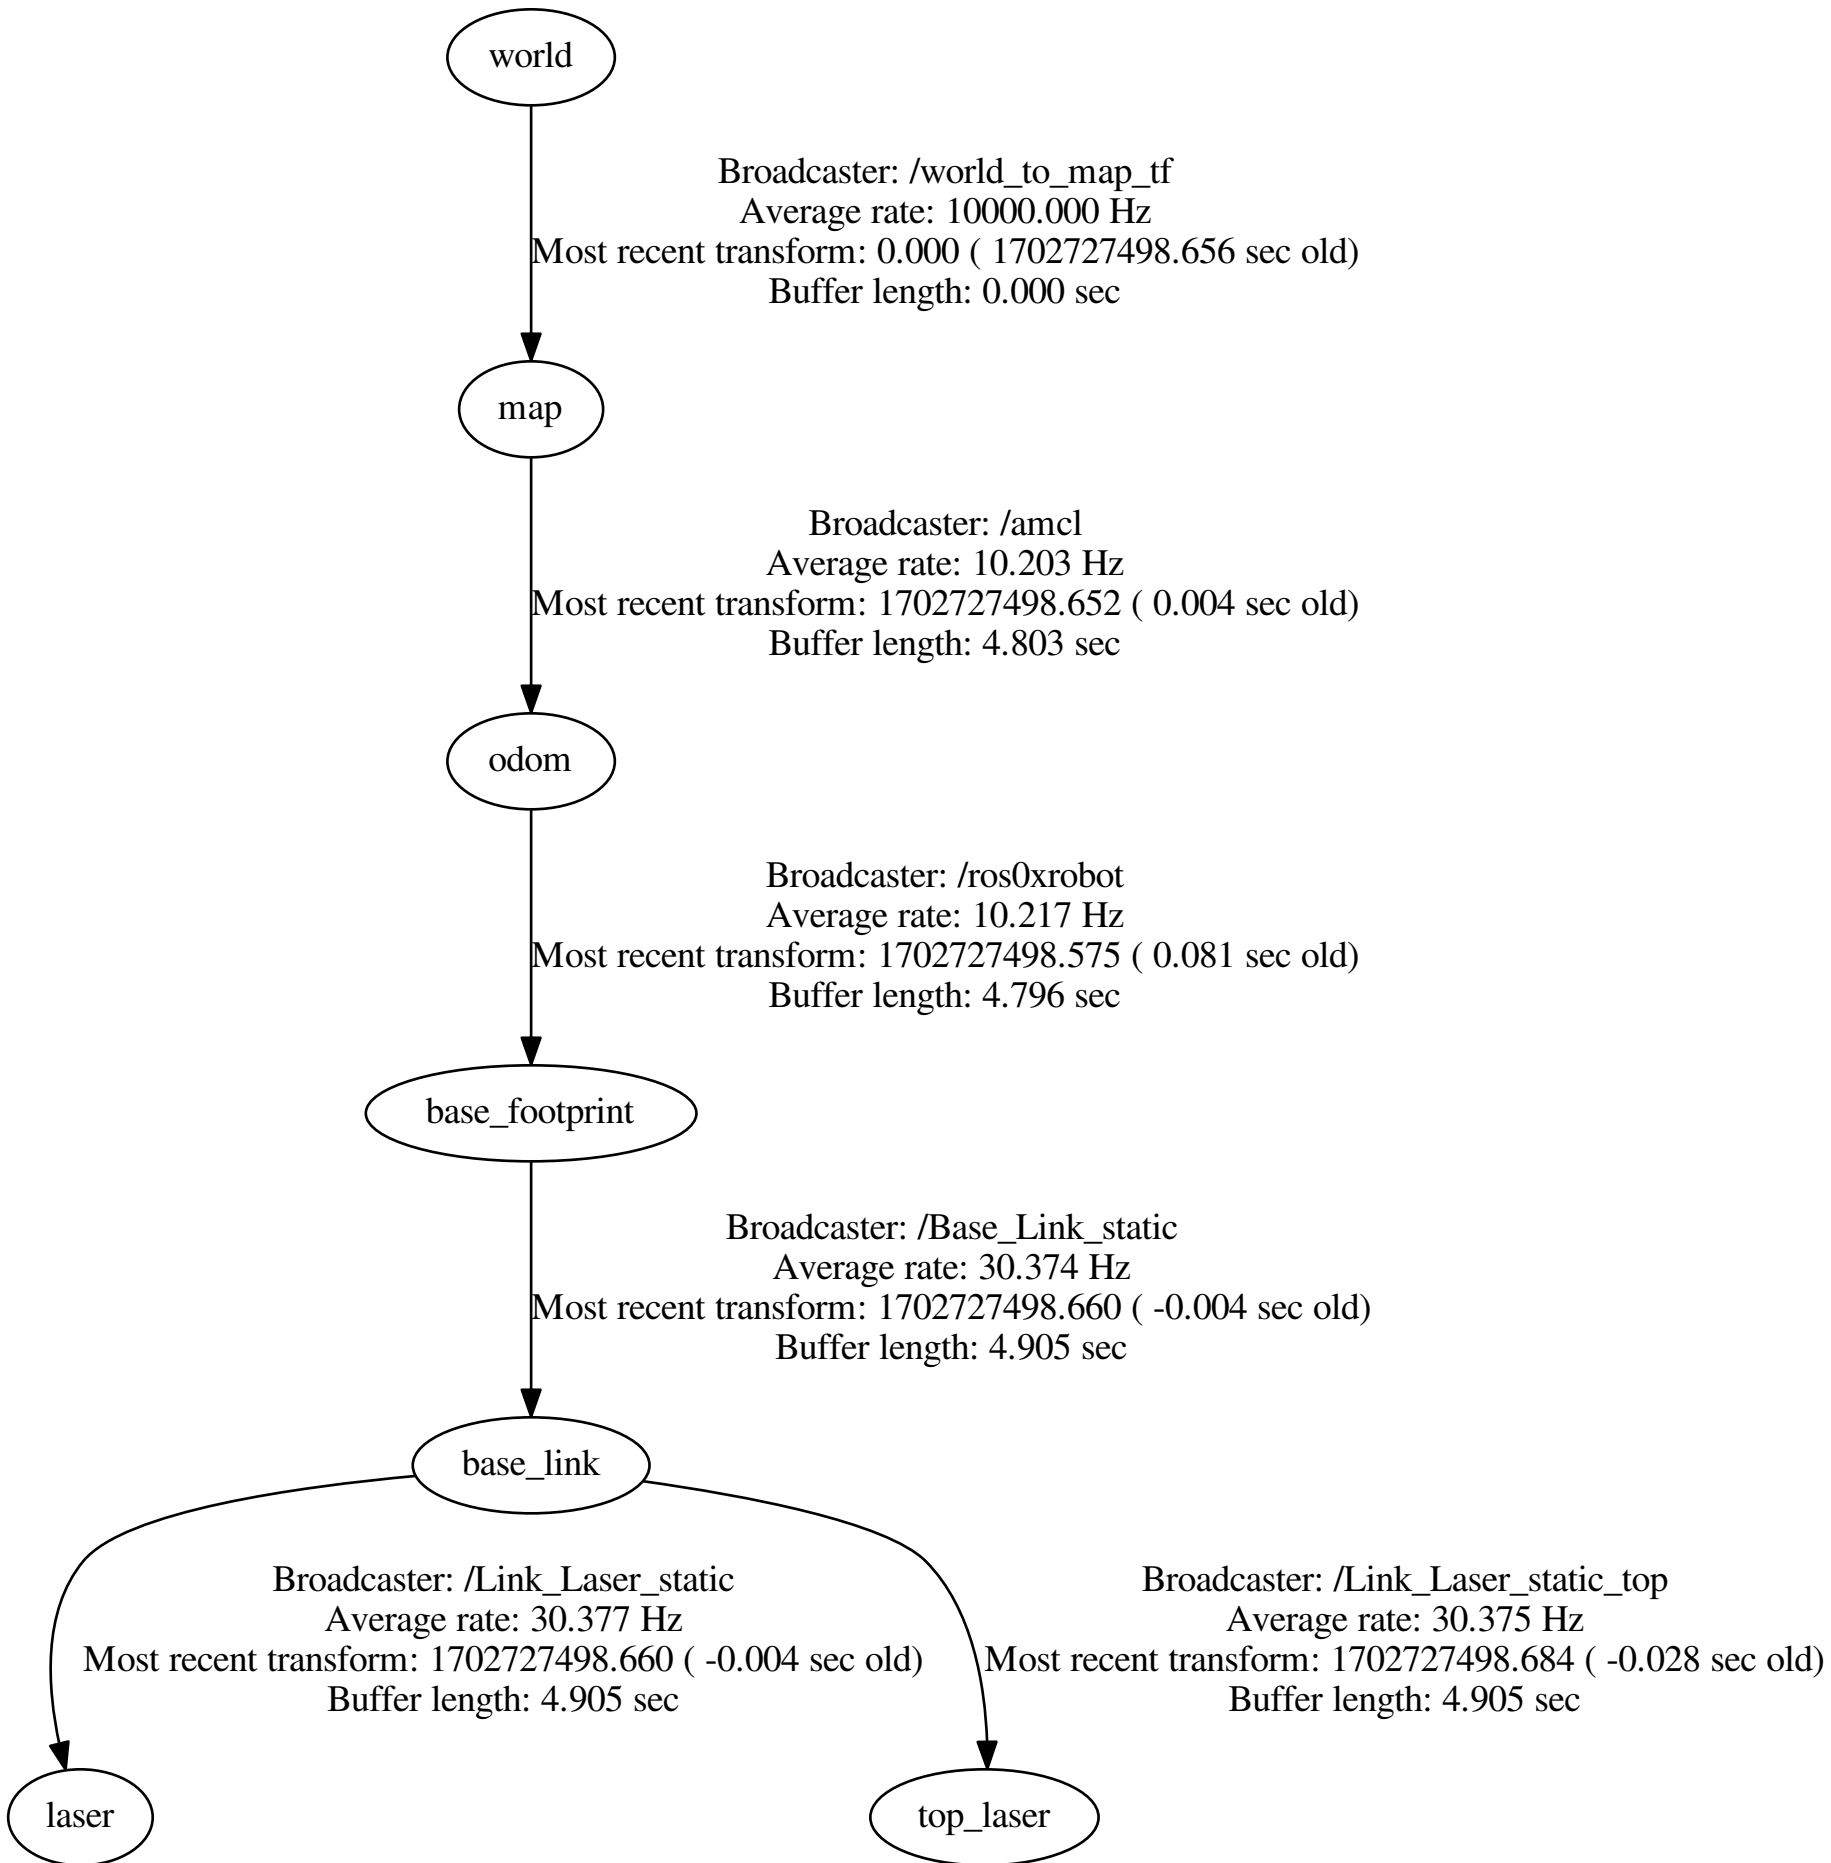 world
Broadcaster: /world_to_map_tf
Average rate: 10000.000 Hz
Most recent transform: 0.000 ( 1702727498.656 sec old)
Buffer length: 0.000 sec
map
Broadcaster: /amcl
Average rate: 10.203 Hz
Most recent transform: 1702727498.652 ( 0.004 sec old)
Buffer length: 4.803 sec
odom
Broadcaster: /ros0xrobot
Average rate: 10.217 Hz
Most recent transform: 1702727498.575 ( 0.081 sec old)
Buffer length: 4.796 sec
base_footprint
Broadcaster: /Base_Link_static
Average rate: 30.374 Hz
Most recent transform: 1702727498.660 ( -0.004 sec old)
Buffer length: 4.905 sec
base_link
Broadcaster: /Link_Laser_static
Average rate: 30.377 Hz
Most recent transform: 1702727498.660 ( -0.004 sec old)
Buffer length: 4.905 sec
Broadcaster: /Link_Laser_static_top
Average rate: 30.375 Hz
Most recent transform: 1702727498.684 ( -0.028 sec old)
Buffer length: 4.905 sec
laser
top_laser